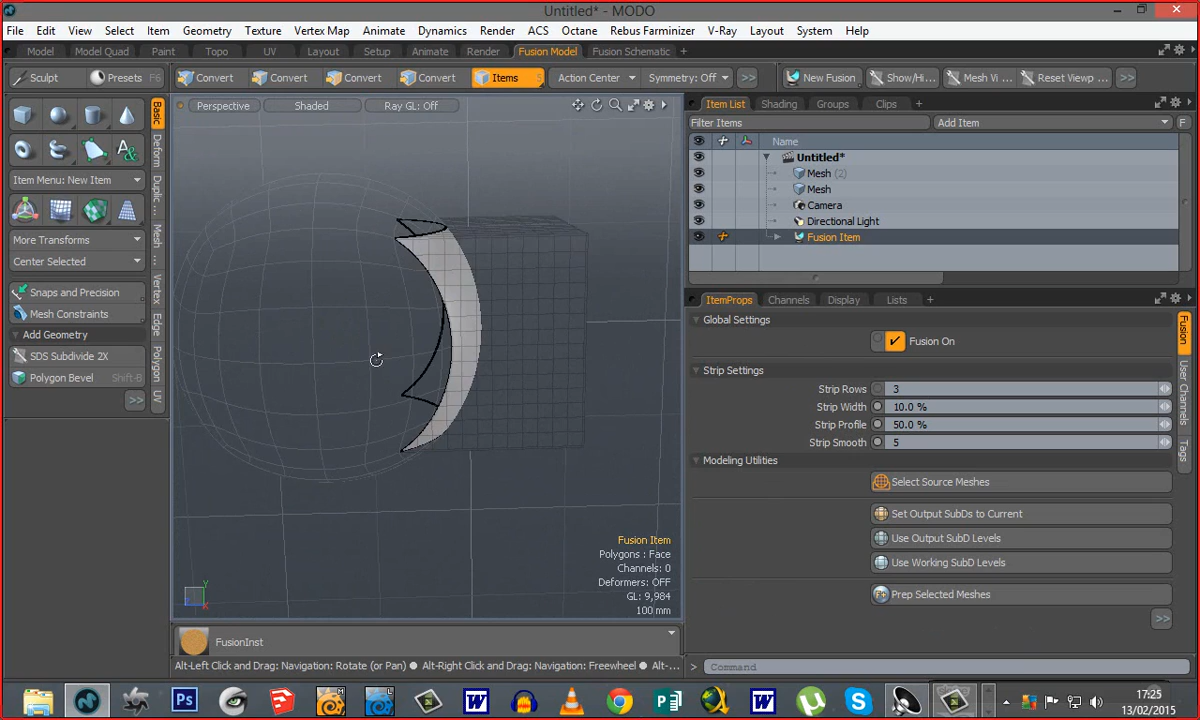 Untitled* - MODO
File Edit View Select Item Geometry Texture Vertex Map Animate Dynamics Render ACS Octane Rebus Farminizer V-Ray Layout System Help
Model Model Quad Paint Topo UV Layout Setup Animate Render Fusion Model Fusion Schematic +
Sculpt Presets F6 Convert Convert Convert Convert Items 5 Action Center Symmetry: Off >> New Fusion Show/Hi... Mesh Vi ... Reset Viewp ... >>
Perspective Shaded Ray GL: Off
Item List Shading Groups Clips +
Filter Items Add Item F
Name
Untitled*
Mesh (2)
Mesh
Camera
Directional Light
Fusion Item
Basic
Deform
Duplic ...
Mesh ...
Vertex
Edge
Polygon
UV
Item Menu: New Item
More Transforms
Center Selected
Snaps and Precision
Mesh Constraints
Add Geometry
SDS Subdivide 2X
Polygon Bevel Shift-B
>>
ItemProps Channels Display Lists +
Global Settings
Fusion On
Strip Settings
Strip Rows 3
Strip Width 10.0 %
Strip Profile 50.0 %
Strip Smooth 5
Modeling Utilities
Select Source Meshes
Set Output SubDs to Current
Use Output SubD Levels
Use Working SubD Levels
Prep Selected Meshes
>>
Fusion
User Channels
Tags
Fusion Item
Polygons : Face
Channels: 0
Deformers: OFF
GL: 9,984
100 mm
Y
X
FusionInst
Alt-Left Click and Drag: Navigation: Rotate (or Pan) ● Alt-Right Click and Drag: Navigation: Freewheel ● Alt-...
> Command
17:25
13/02/2015